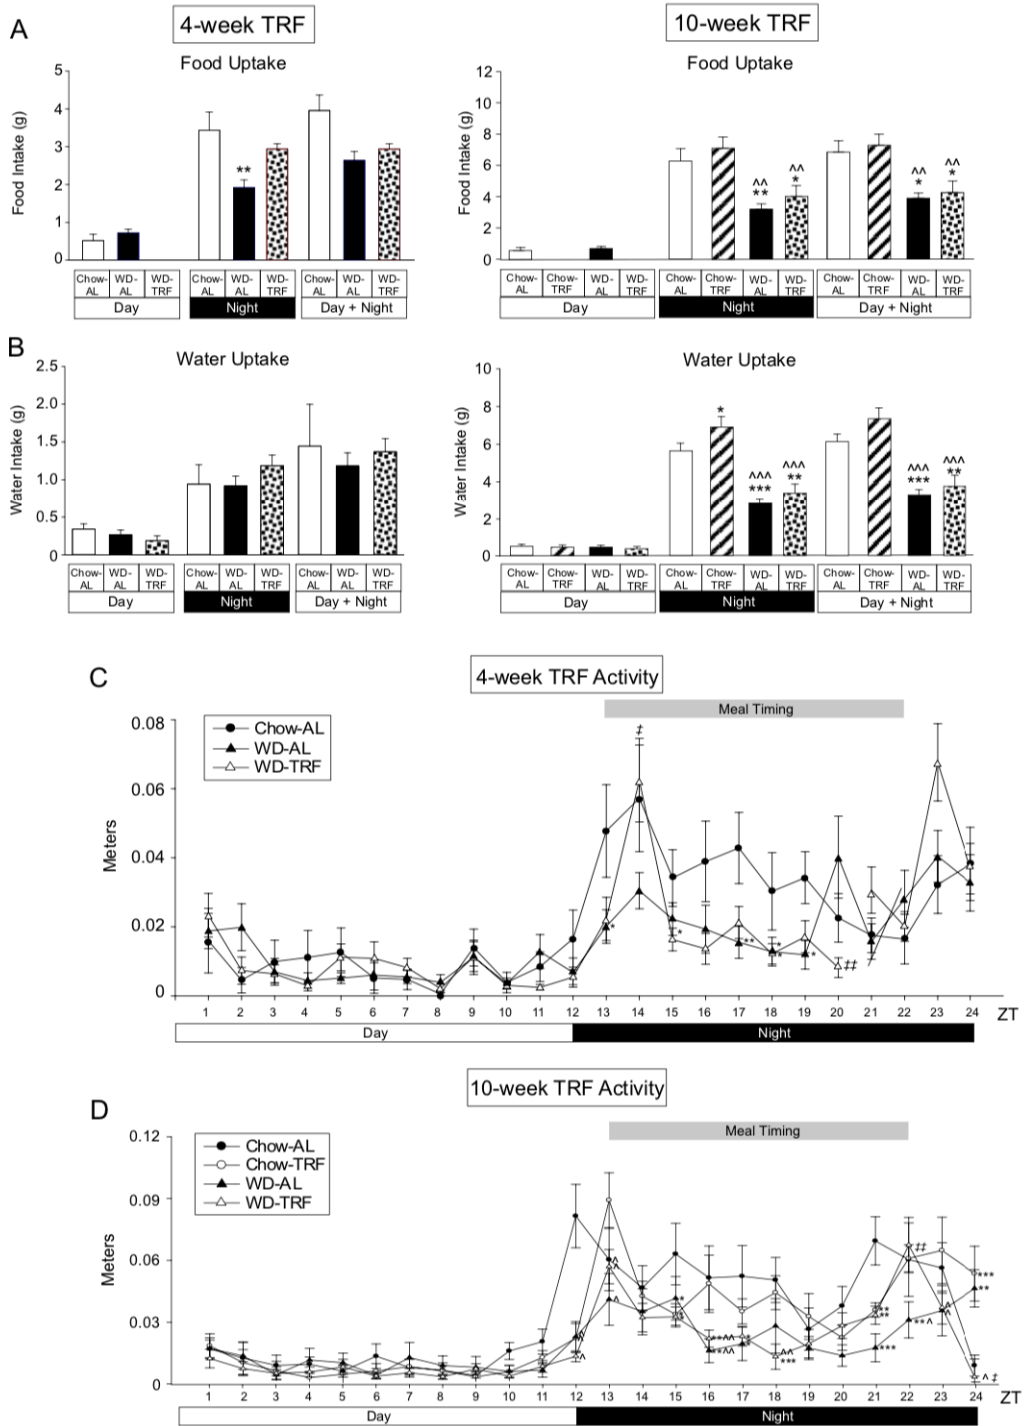 A
4-week TRF
10-week TRF
Food Uptake
Food Uptake
Food Intake (g)
5
4
3
2
1
0
**
Chow-AL WD-AL WD-TRF Chow-AL WD-AL WD-TRF Chow-AL WD-AL WD-TRF
Day Night Day + Night
Food Intake (g)
12
10
8
6
4
2
0
^^ ** ^^ * ^^ * ^^ *
Chow-AL Chow-TRF WD-AL WD-TRF Chow-AL Chow-TRF WD-AL WD-TRF Chow-AL Chow-TRF WD-AL WD-TRF
Day Night Day + Night
B
Water Uptake
Water Uptake
Water Intake (g)
2.5
2.0
1.5
1.0
0.5
0
Chow-AL WD-AL WD-TRF Chow-AL WD-AL WD-TRF Chow-AL WD-AL WD-TRF
Day Night Day + Night
Water Intake (g)
10
8
6
4
2
0
* ^^^ *** ^^^ ** ^^^ *** ^^^ **
Chow-AL Chow-TRF WD-AL WD-TRF Chow-AL Chow-TRF WD-AL WD-TRF Chow-AL Chow-TRF WD-AL WD-TRF
Day Night Day + Night
C
4-week TRF Activity
Meal Timing
Chow-AL
WD-AL
WD-TRF
Meters
0.08
0.06
0.04
0.02
0
‡
* * ** * * * ‡‡
1 2 3 4 5 6 7 8 9 10 11 12 13 14 15 16 17 18 19 20 21 22 23 24 ZT
Day Night
D
10-week TRF Activity
Meal Timing
Chow-AL
Chow-TRF
WD-AL
WD-TRF
Meters
0.12
0.09
0.06
0.03
0
‡‡
***
**
**^^
**^^
^^
***
**
**
***
**^
^‡
1 2 3 4 5 6 7 8 9 10 11 12 13 14 15 16 17 18 19 20 21 22 23 24 ZT
Day Night